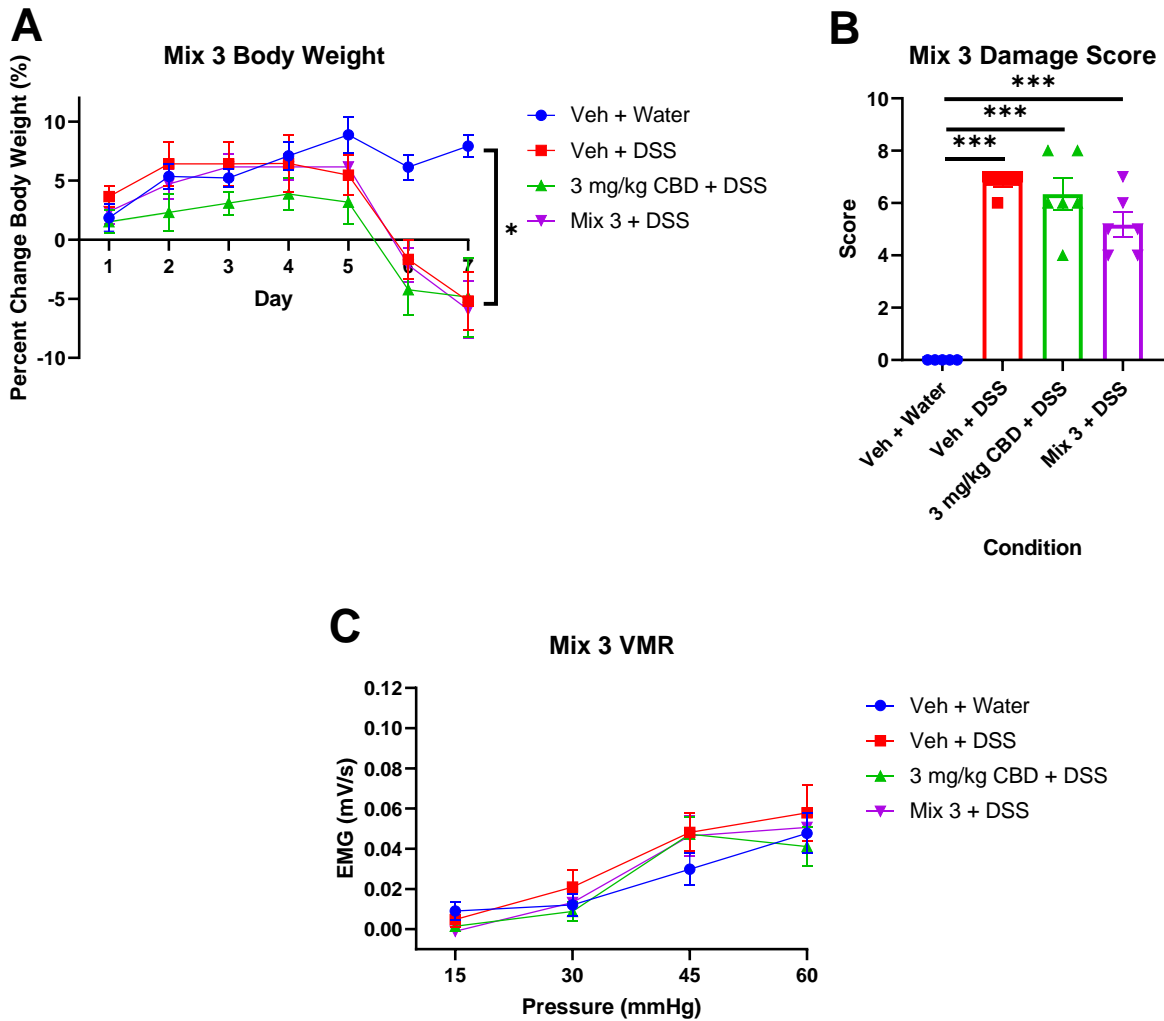 A
Mix 3 Body Weight
Percent Change Body Weight (%)
10
5
0
-5
-10
1 2 3 4 5 6 7
Day
*
Veh + Water
Veh + DSS
3 mg/kg CBD + DSS
Mix 3 + DSS
B
Mix 3 Damage Score
***
***
***
Score
10
8
6
4
2
0
Veh + Water
Veh + DSS
3 mg/kg CBD + DSS
Mix 3 + DSS
Condition
C
Mix 3 VMR
EMG (mV/s)
0.12
0.10
0.08
0.06
0.04
0.02
0.00
15 30 45 60
Pressure (mmHg)
Veh + Water
Veh + DSS
3 mg/kg CBD + DSS
Mix 3 + DSS